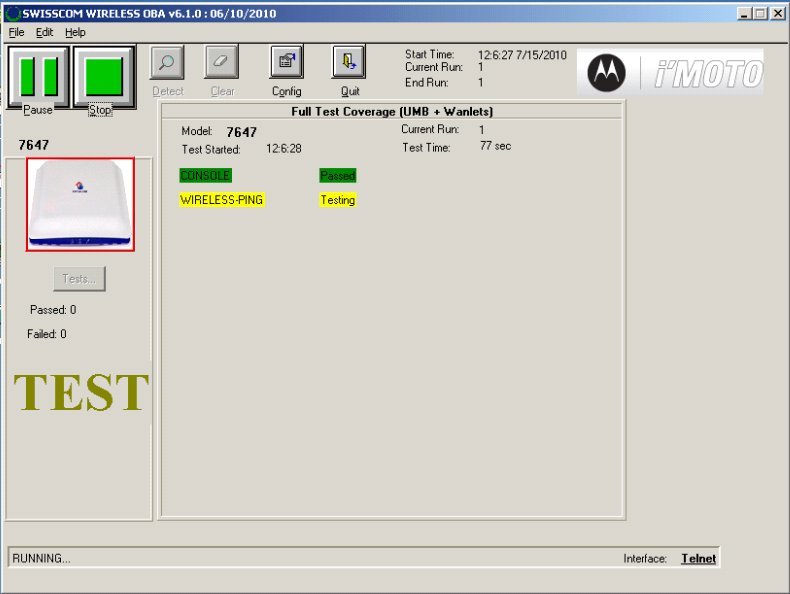 SWISSCOM WIRELESS OBA v6.1.0 : 06/10/2010
File Edit Help
Pause Stop Detect Clear Config Quit
Start Time: 12:6:27 7/15/2010
Current Run: 1
End Run: 1
i'MOTO
Full Test Coverage (UMB + Wanlets)
7647
Model: 7647 Current Run: 1
Test Started: 12:6:28 Test Time: 77 sec
CONSOLE Passed
WIRELESS-PING Testing
Tests...
Passed: 0
Failed: 0
TEST
RUNNING... Interface: Telnet